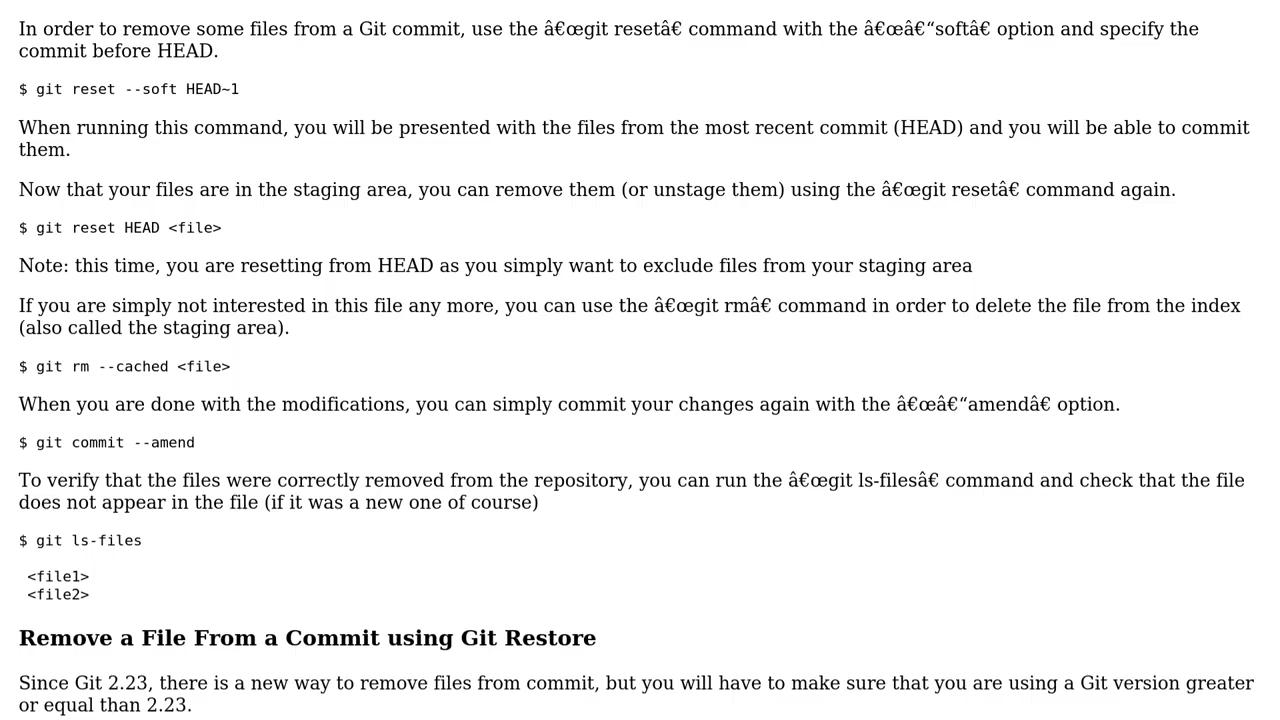 In order to remove some files from a Git commit, use the â€œgit resetâ€ command with the â€œâ€“softâ€ option and specify the
commit before HEAD.
$ git reset --soft HEAD~1
When running this command, you will be presented with the files from the most recent commit (HEAD) and you will be able to commit
them.
Now that your files are in the staging area, you can remove them (or unstage them) using the â€œgit resetâ€ command again.
$ git reset HEAD <file>
Note: this time, you are resetting from HEAD as you simply want to exclude files from your staging area
If you are simply not interested in this file any more, you can use the â€œgit rmâ€ command in order to delete the file from the index
(also called the staging area).
$ git rm --cached <file>
When you are done with the modifications, you can simply commit your changes again with the â€œâ€“amendâ€ option.
$ git commit --amend
To verify that the files were correctly removed from the repository, you can run the â€œgit ls-filesâ€ command and check that the file
does not appear in the file (if it was a new one of course)
$ git ls-files
<file1>
<file2>
Remove a File From a Commit using Git Restore
Since Git 2.23, there is a new way to remove files from commit, but you will have to make sure that you are using a Git version greater
or equal than 2.23.